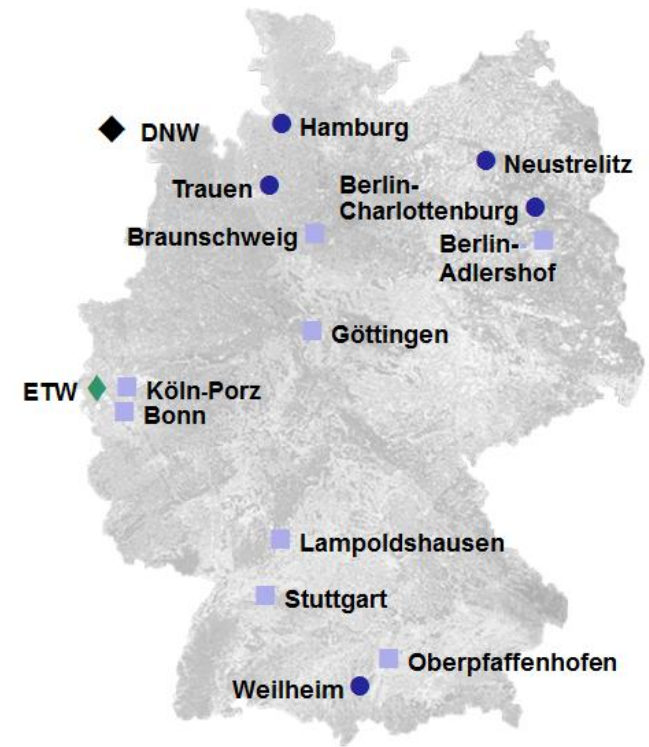 Hamburg
DNW
Neustrelitz
Trauen
Berlin-
Charlottenburg
Braunschweig
Berlin-
Adlershof
Göttingen
ETW
Köln-Porz
Bonn
Lampoldshausen
Stuttgart
Oberpfaffenhofen
Weilheim